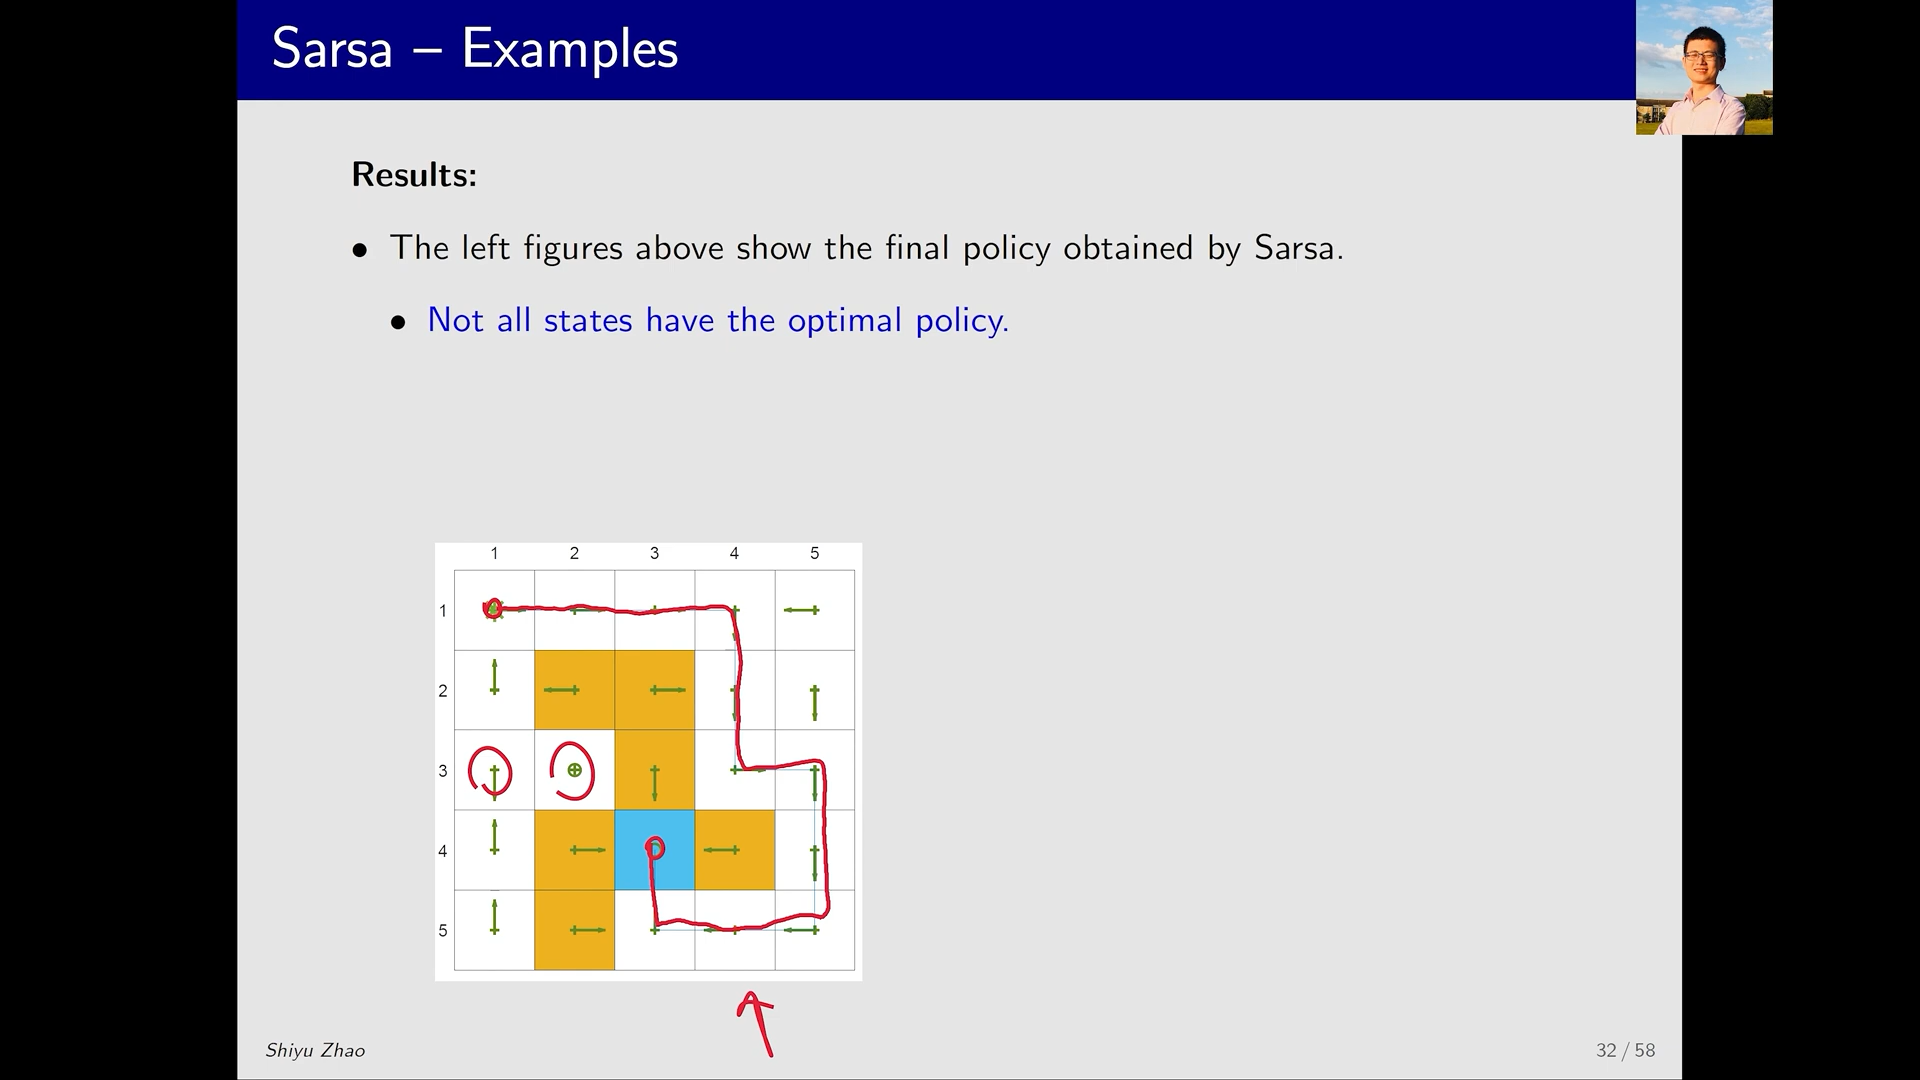 Sarsa – Examples
Results:
• The left figures above show the final policy obtained by Sarsa.
• Not all states have the optimal policy.
1 2 3 4 5
1
2
3
4
5
Shiyu Zhao
32 / 58